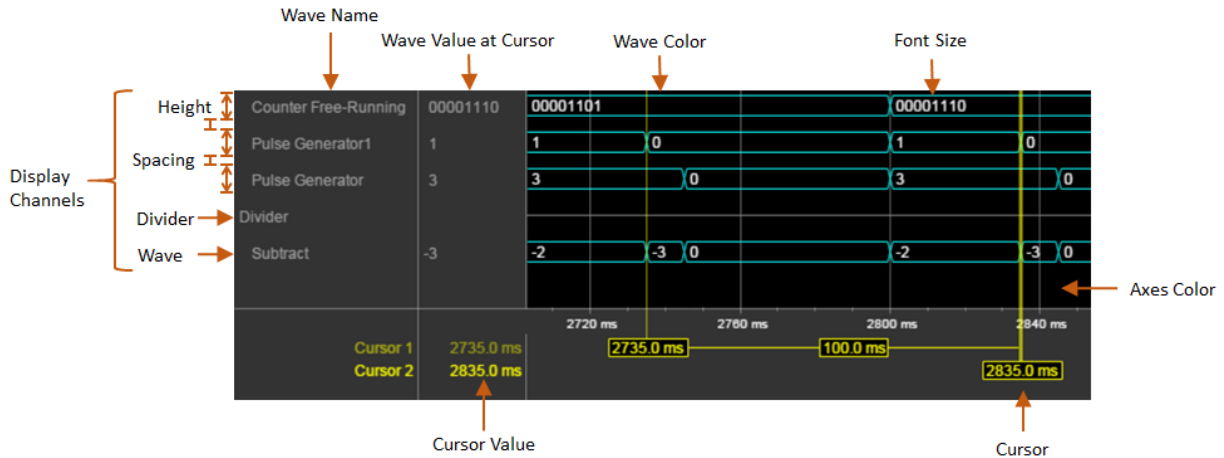 Wave Name
Wave Value at Cursor
Wave Color
Font Size
Height
Spacing
Display
Channels
Divider
Wave
Counter Free-Running 00001110 00001101 00001110
Pulse Generator1 1 1 0 1 0
Pulse Generator 3 3 0 3 0
Divider
Subtract -3 -2 -3 0 -2 -3 0
Axes Color
2720 ms 2760 ms 2800 ms 2840 ms
Cursor 1 2735.0 ms 2735.0 ms 100.0 ms
Cursor 2 2835.0 ms 2835.0 ms
Cursor Value
Cursor